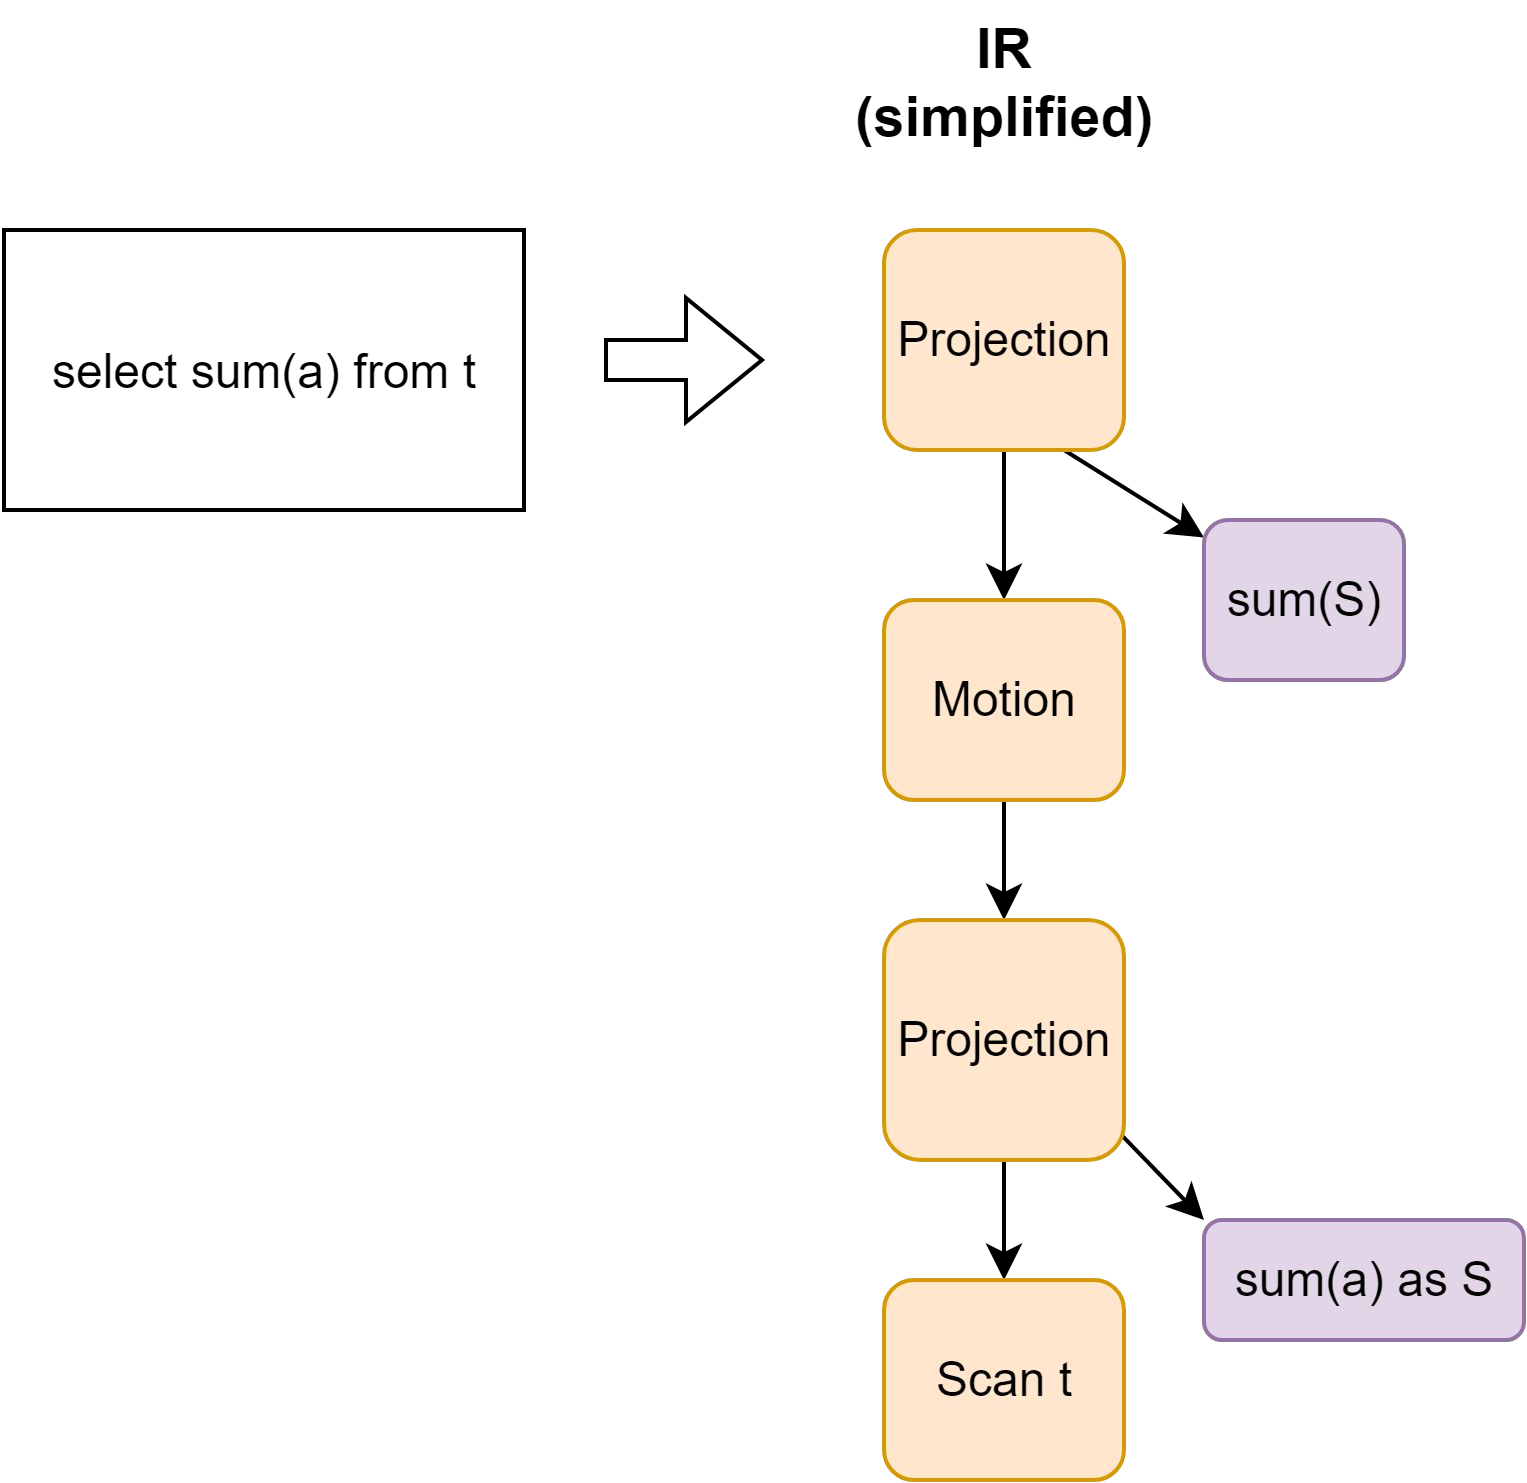 IR
(simplified)
select sum(a) from t
Projection
sum(S)
Motion
Projection
sum(a) as S
Scan t